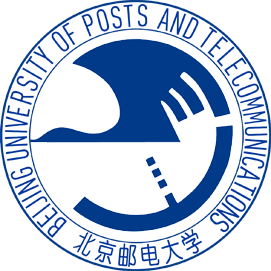 BEIJING UNIVERSITY OF POSTS AND TELECOMMUNICATIONS
北京邮电大学